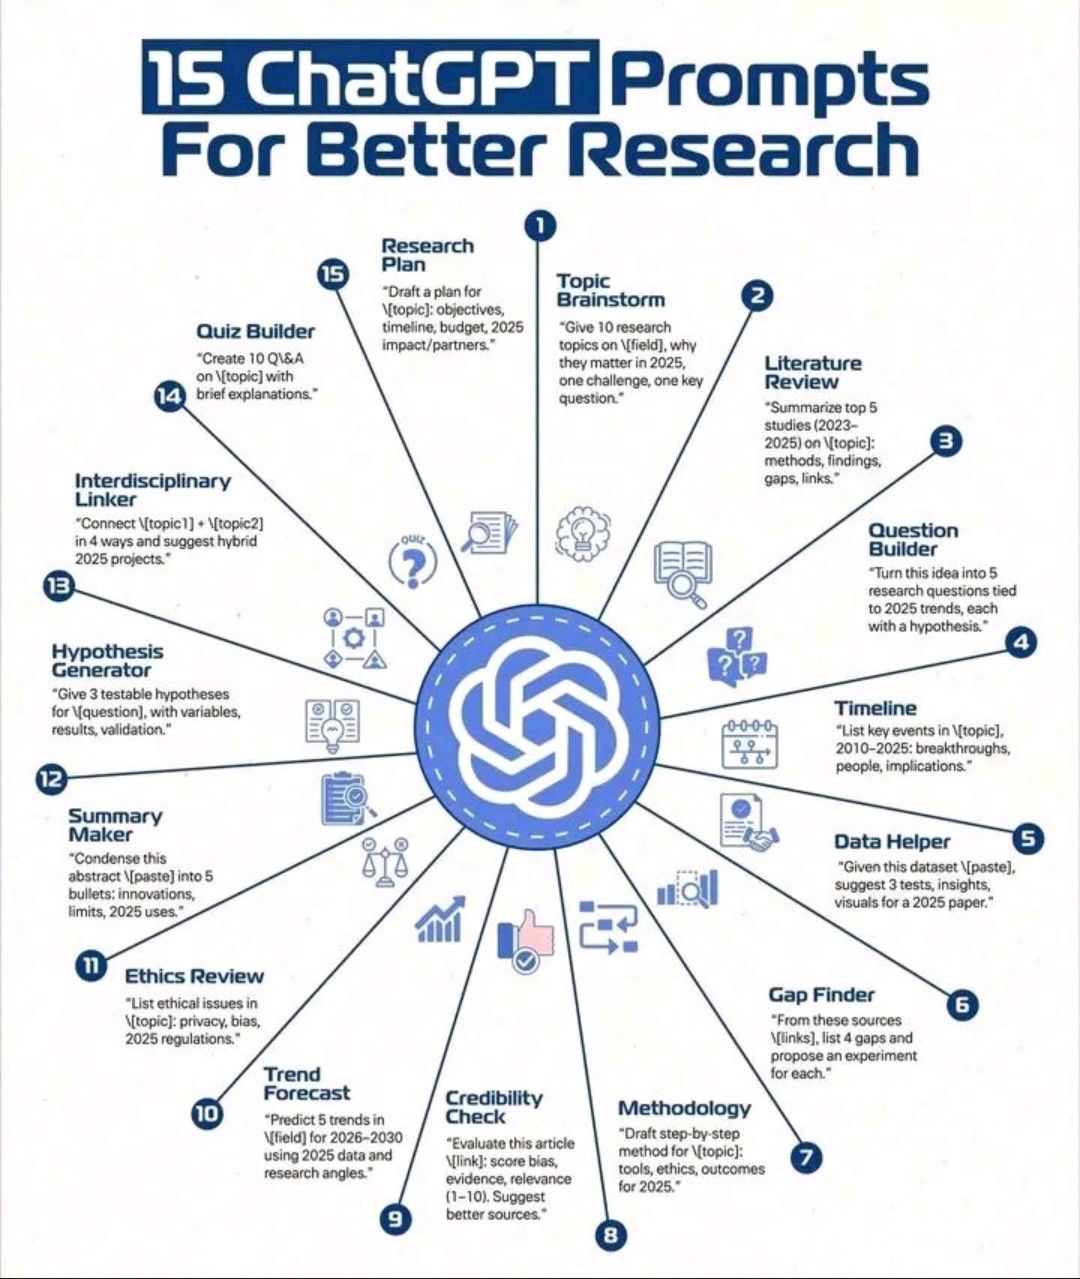 15 ChatGPT Prompts
For Better Research
1
Topic
Brainstorm
"Give 10 research
topics on \[field], why
they matter in 2025,
one challenge, one key
question."
2
Literature
Review
"Summarize top 5
studies (2023–
2025) on \[topic]:
methods, findings,
gaps, links."
3
Question
Builder
"Turn this idea into 5
research questions tied
to 2025 trends, each
with a hypothesis."
4
Timeline
"List key events in \[topic],
2010–2025: breakthroughs,
people, implications."
5
Data Helper
"Given this dataset \[paste],
suggest 3 tests, insights,
visuals for a 2025 paper."
6
Gap Finder
"From these sources
\[links], list 4 gaps and
propose an experiment
for each."
7
Methodology
"Draft step-by-step
method for \[topic]:
tools, ethics, outcomes
for 2025."
8
Credibility
Check
"Evaluate this article
\[link]: score bias,
evidence, relevance
(1–10). Suggest
better sources."
9
Trend
Forecast
"Predict 5 trends in
\[field] for 2026–2030
using 2025 data and
research angles."
10
Ethics Review
"List ethical issues in
\[topic]: privacy, bias,
2025 regulations."
11
Summary
Maker
"Condense this
abstract \[paste] into 5
bullets: innovations,
limits, 2025 uses."
12
Hypothesis
Generator
"Give 3 testable hypotheses
for \[question], with variables,
results, validation."
13
Interdisciplinary
Linker
"Connect \[topic1] + \[topic2]
in 4 ways and suggest hybrid
2025 projects."
14
Quiz Builder
"Create 10 Q\&A
on \[topic] with
brief explanations."
15
Research
Plan
"Draft a plan for
\[topic]: objectives,
timeline, budget, 2025
impact/partners."
QUIZ
?
? ? ?